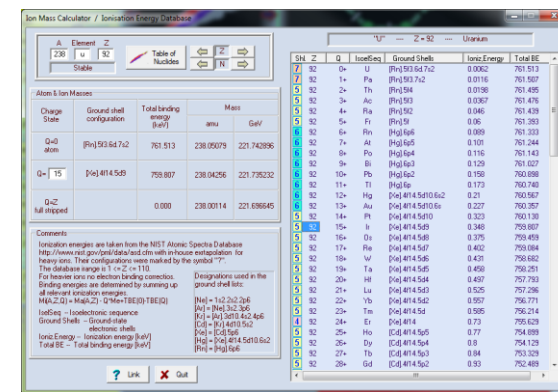 Ion Mass Calculator / Ionisation Energy Database
A Element Z
238 u 92
Stable
Table of
Nuclides
Z
N
"U" --- Z = 92 ---- Uranium
Atom & Ion Masses
Charge
State
Ground shell
configuration
Total binding
energy
(keV)
Mass
amu GeV
Q=0
atom
[Rn].5f3.6d.7s2 761.513 238.05079 221.742896
Q= 15 [Xe].4f14.5d9 759.807 238.04256 221.735232
Q=Z
full stripped
0.000 238.00114 221.696645
Comments
Ionization energies are taken from the NIST Atomic Spectra Database
http://www.nist.gov/pml/data/asd.cfm with in-house extrapolation for
heavy ions. Their configurations were marked by the symbol "?".
The database range is 1 <= Z <= 110.
For heavier ions no electron binding correction.
Binding energies are determined by summing up
all relevant ionization energies
Mi(A,Z,Q) = Ma(A,Z) - Q*Me+TBE(0)-TBE(Q)
IselSeq -- Isoelectronic sequence
Ground Shells -- Ground-state
electronic shells
Ioniz.Energy -- Ionization energy [keV]
Total BE -- Total binding energy [keV]
Designations used in the
ground shell lists:
[Ne] = 1s2.2s2.2p6
[Ar] = [Ne].3s2.3p6
[Kr] = [Ar].3d10.4s2.4p6
[Cd] = [Kr].4d10.5s2
[Xe] = [Cd].5p6
[Hg] = [Xe].4f14.5d10.6s2
[Rn] = [Hg].6p6
Link
Quit
Shl. Z Q IsoelSeq Ground Shells Ioniz.Energy Total BE
7 92 0+ U [Rn].5f3.6d.7s2 0.0062 761.513
7 92 1+ Pa [Rn].5f3.7s2 0.0116 761.507
5 92 2+ Th [Rn].5f4 0.0198 761.495
5 92 3+ Ac [Rn].5f3 0.0367 761.476
5 92 4+ Ra [Rn].5f2 0.046 761.439
5 92 5+ Fr [Rn].5f 0.06 761.393
6 92 6+ Rn [Hg].6p6 0.089 761.333
6 92 7+ At [Hg].6p5 0.101 761.244
6 92 8+ Po [Hg].6p4 0.116 761.143
6 92 9+ Bi [Hg].6p3 0.129 761.027
6 92 10+ Pb [Hg].6p2 0.158 760.898
6 92 11+ Tl [Hg].6p 0.173 760.740
6 92 12+ Hg [Xe].4f14.5d10.6s2 0.21 760.567
6 92 13+ Au [Xe].4f14.5d10.6s 0.227 760.357
5 92 14+ Pt [Xe].4f14.5d10 0.323 760.130
5 92 15+ Ir [Xe].4f14.5d9 0.348 759.807
5 92 16+ Os [Xe].4f14.5d8 0.375 759.459
5 92 17+ Re [Xe].4f14.5d7 0.402 759.084
5 92 18+ W [Xe].4f14.5d6 0.431 758.682
5 92 19+ Ta [Xe].4f14.5d5 0.458 758.251
5 92 20+ Hf [Xe].4f14.5d4 0.497 757.793
5 92 21+ Lu [Xe].4f14.5d3 0.525 757.296
5 92 22+ Yb [Xe].4f14.5d2 0.557 756.771
5 92 23+ Tm [Xe].4f14.5d 0.585 756.214
4 92 24+ Er [Xe].4f14 0.73 755.629
5 92 25+ Ho [Cd].4f14.5p5 0.77 754.899
5 92 26+ Dy [Cd].4f14.5p4 0.8 754.129
5 92 27+ Tb [Cd].4f14.5p3 0.84 753.329
5 92 28+ Gd [Cd].4f14.5p2 0.93 752.489